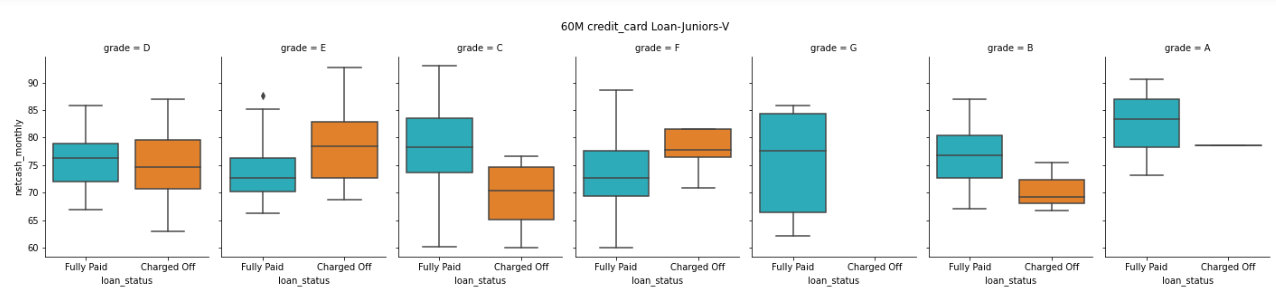 60M credit_card Loan-Juniors-V
grade = D
grade = E
grade = C
grade = F
grade = G
grade = B
grade = A
netcash_monthly
90
85
80
75
70
65
60
Fully Paid
Charged Off
Fully Paid
Charged Off
Fully Paid
Charged Off
Fully Paid
Charged Off
Fully Paid
Charged Off
Fully Paid
Charged Off
Fully Paid
Charged Off
loan_status
loan_status
loan_status
loan_status
loan_status
loan_status
loan_status